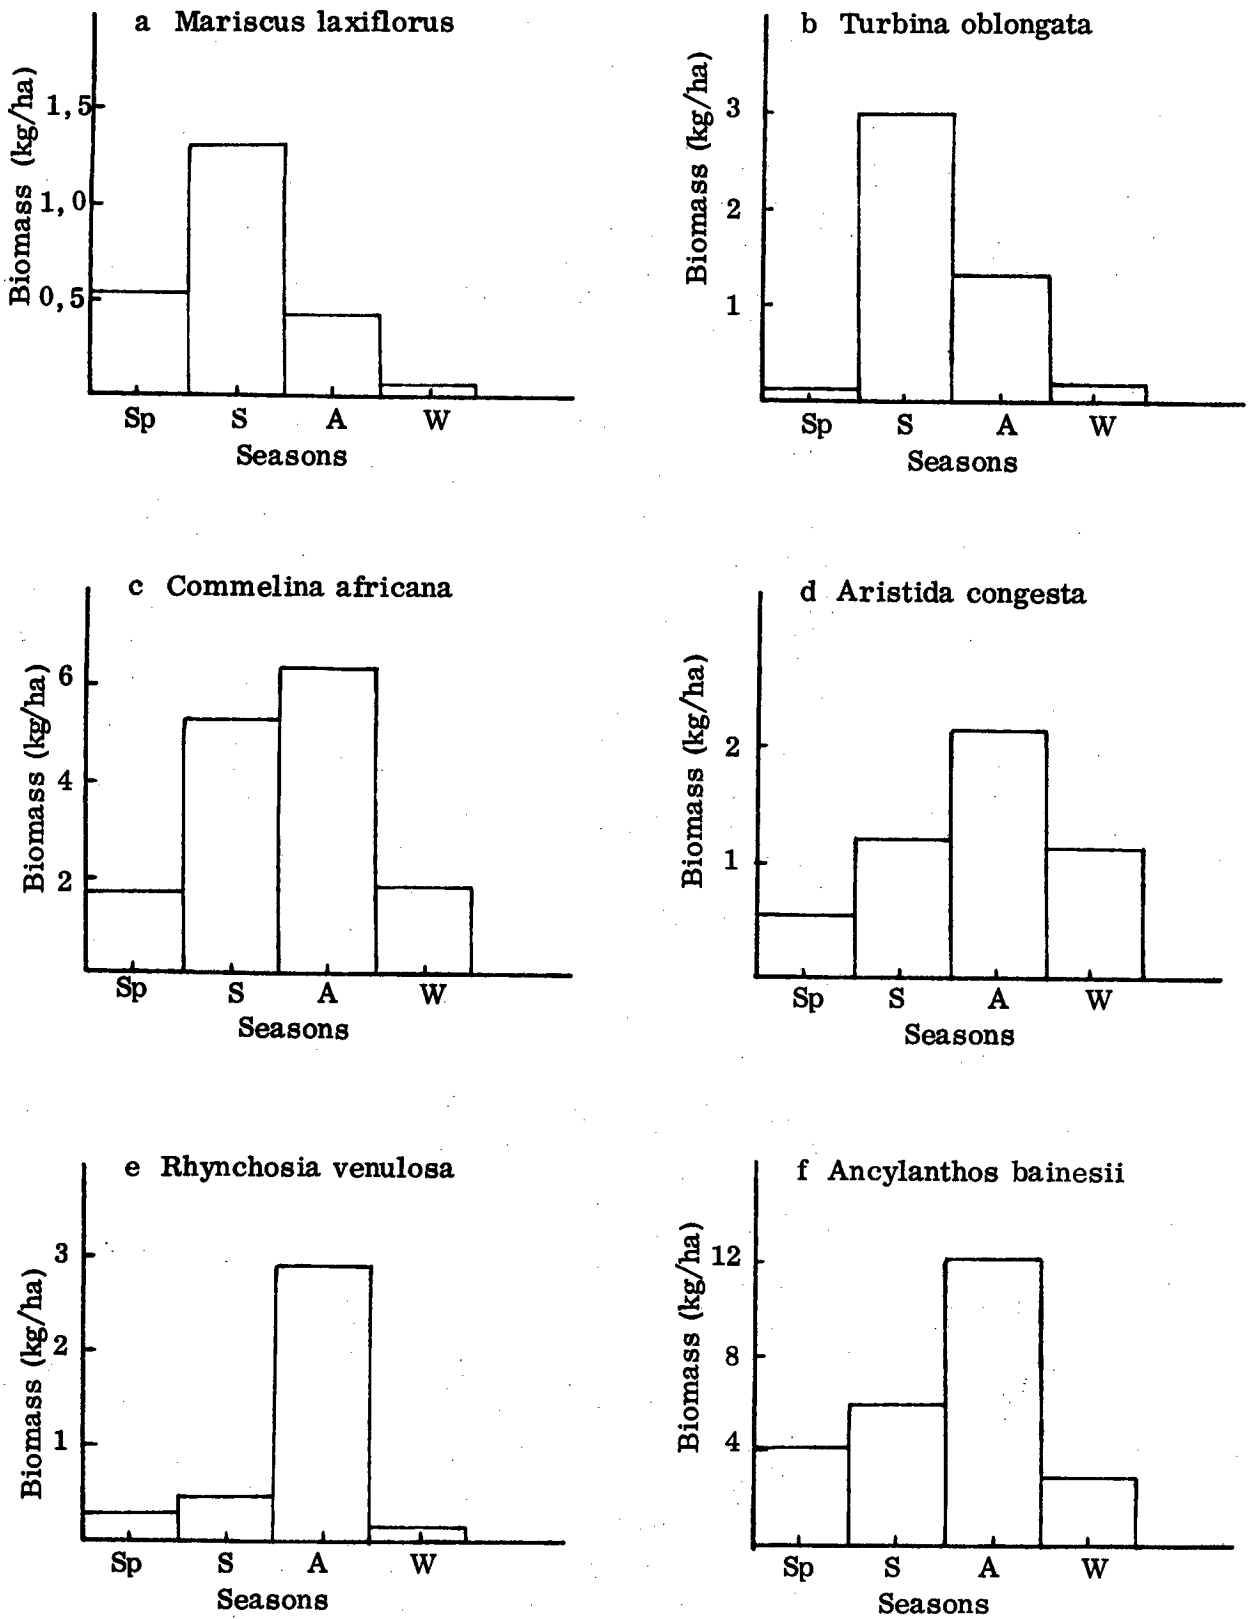 a Mariscus laxiflorus
Biomass (kg/ha)
1,5
1,0
0,5
Sp S A W
Seasons
b Turbina oblongata
Biomass (kg/ha)
3
2
1
Sp S A W
Seasons
c Commelina africana
Biomass (kg/ha)
6
4
2
Sp S A W
Seasons
d Aristida congesta
Biomass (kg/ha)
2
1
Sp S A W
Seasons
e Rhynchosia venulosa
Biomass (kg/ha)
3
2
1
Sp S A W
Seasons
f Ancylanthos bainesii
Biomass (kg/ha)
12
8
4
Sp S A W
Seasons